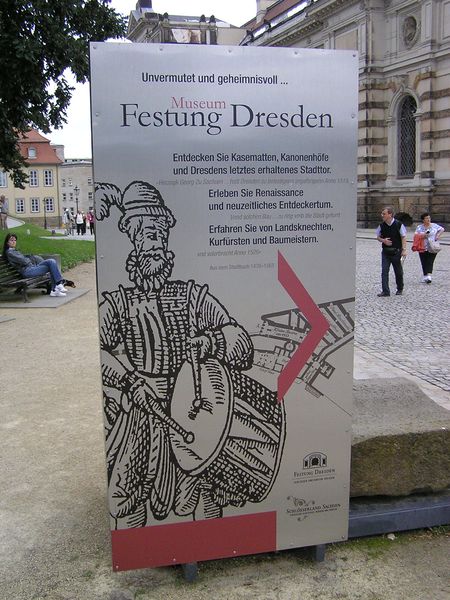 Unvermutet und geheimnisvoll ...
Museum
Festung Dresden
Entdecken Sie Kasematten, Kanonenhöfe
und Dresdens letztes erhaltenes Stadttor.
Erleben Sie Renaissance
und neuzeitliches Entdeckertum.
Erfahren Sie von Landsknechten,
Kurfürsten und Baumeistern.
Festung Dresden
Schlösserland Sachsen